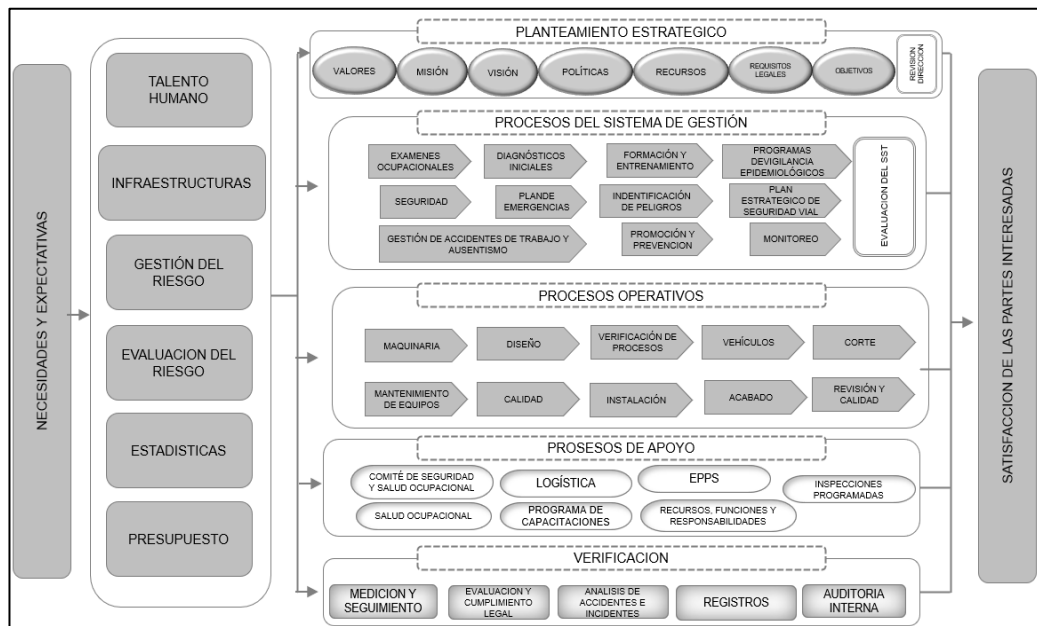 NECESIDADES Y EXPECTATIVAS
TALENTO
HUMANO
INFRAESTRUCTURAS
GESTIÓN DEL
RIESGO
EVALUACION DEL
RIESGO
ESTADISTICAS
PRESUPUESTO
PLANTEAMIENTO ESTRATEGICO
VALORES
MISIÓN
VISIÓN
POLÍTICAS
RECURSOS
REQUISITOS
LEGALES
OBJETIVOS
REVISION
DIRECCION
PROCESOS DEL SISTEMA DE GESTIÓN
EXAMENES
OCUPACIONALES
DIAGNÓSTICOS
INICIALES
FORMACIÓN Y
ENTRENAMIENTO
PROGRAMAS
DEVIGILANCIA
EPIDEMIOLÓGICOS
SEGURIDAD
PLANDE
EMERGENCIAS
INDENTIFICACIÓN
DE PELIGROS
PLAN
ESTRATEGICO DE
SEGURIDAD VIAL
GESTIÓN DE ACCIDENTES DE TRABAJO Y
AUSENTISMO
PROMOCIÓN Y
PREVENCION
MONITOREO
EVALUACION DEL SST
PROCESOS OPERATIVOS
MAQUINARIA
DISEÑO
VERIFICACIÓN DE
PROCESOS
VEHÍCULOS
CORTE
MANTENIMIENTO
DE EQUIPOS
CALIDAD
INSTALACIÓN
ACABADO
REVISIÓN Y
CALIDAD
PROSESOS DE APOYO
COMITÉ DE SEGURIDAD
Y SALUD OCUPACIONAL
LOGÍSTICA
EPPS
INSPECCIONES
PROGRAMADAS
SALUD OCUPACIONAL
PROGRAMA DE
CAPACITACIONES
RECURSOS, FUNCIONES Y
RESPONSABILIDADES
VERIFICACION
MEDICION Y
SEGUIMIENTO
EVALUACION Y
CUMPLIMIENTO
LEGAL
ANALISIS DE
ACCIDENTES E
INCIDENTES
REGISTROS
AUDITORIA
INTERNA
SATISFACCION DE LAS PARTES INTERESADAS